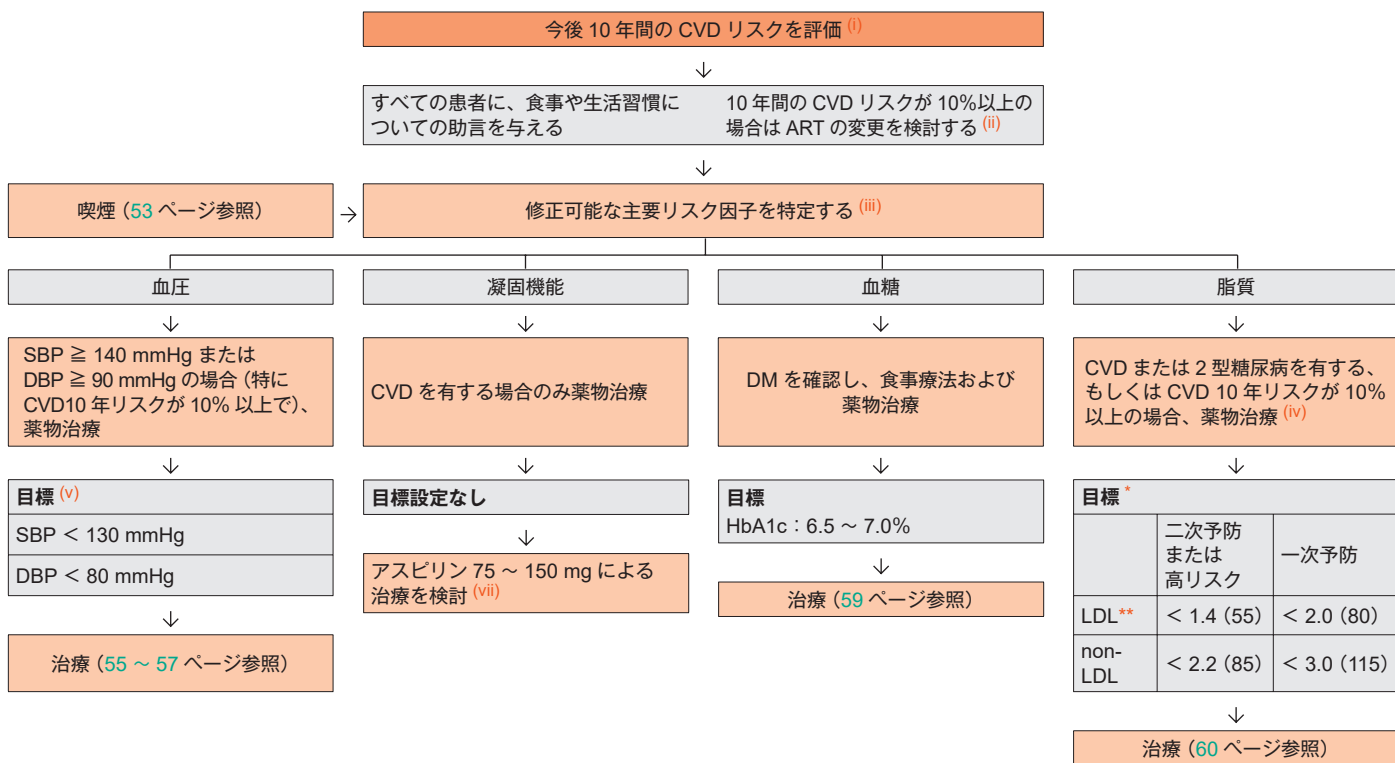 今後 10 年間の CVD リスクを評価 (i)
すべての患者に、食事や生活習慣に
ついての助言を与える
10 年間の CVD リスクが 10%以上の
場合は ART の変更を検討する (ii)
喫煙（53 ページ参照）
修正可能な主要リスク因子を特定する (iii)
血圧
凝固機能
血糖
脂質
SBP ≧ 140 mmHg または
DBP ≧ 90 mmHg の場合（特に
CVD10 年リスクが 10% 以上で）、
薬物治療
CVD を有する場合のみ薬物治療
DM を確認し、食事療法および
薬物治療
CVD または 2 型糖尿病を有する、
もしくは CVD 10 年リスクが 10%
以上の場合、薬物治療 (iv)
目標 (v)
SBP ＜ 130 mmHg
DBP ＜ 80 mmHg
治療（55 ～ 57 ページ参照）
目標設定なし
アスピリン 75 ～ 150 mg による
治療を検討 (vii)
目標
HbA1c：6.5 ～ 7.0%
治療（59 ページ参照）
目標 *
二次予防
または
高リスク
一次予防
LDL** ＜ 1.4（55） ＜ 2.0（80）
non-
LDL ＜ 2.2（85） ＜ 3.0（115）
治療（60 ページ参照）